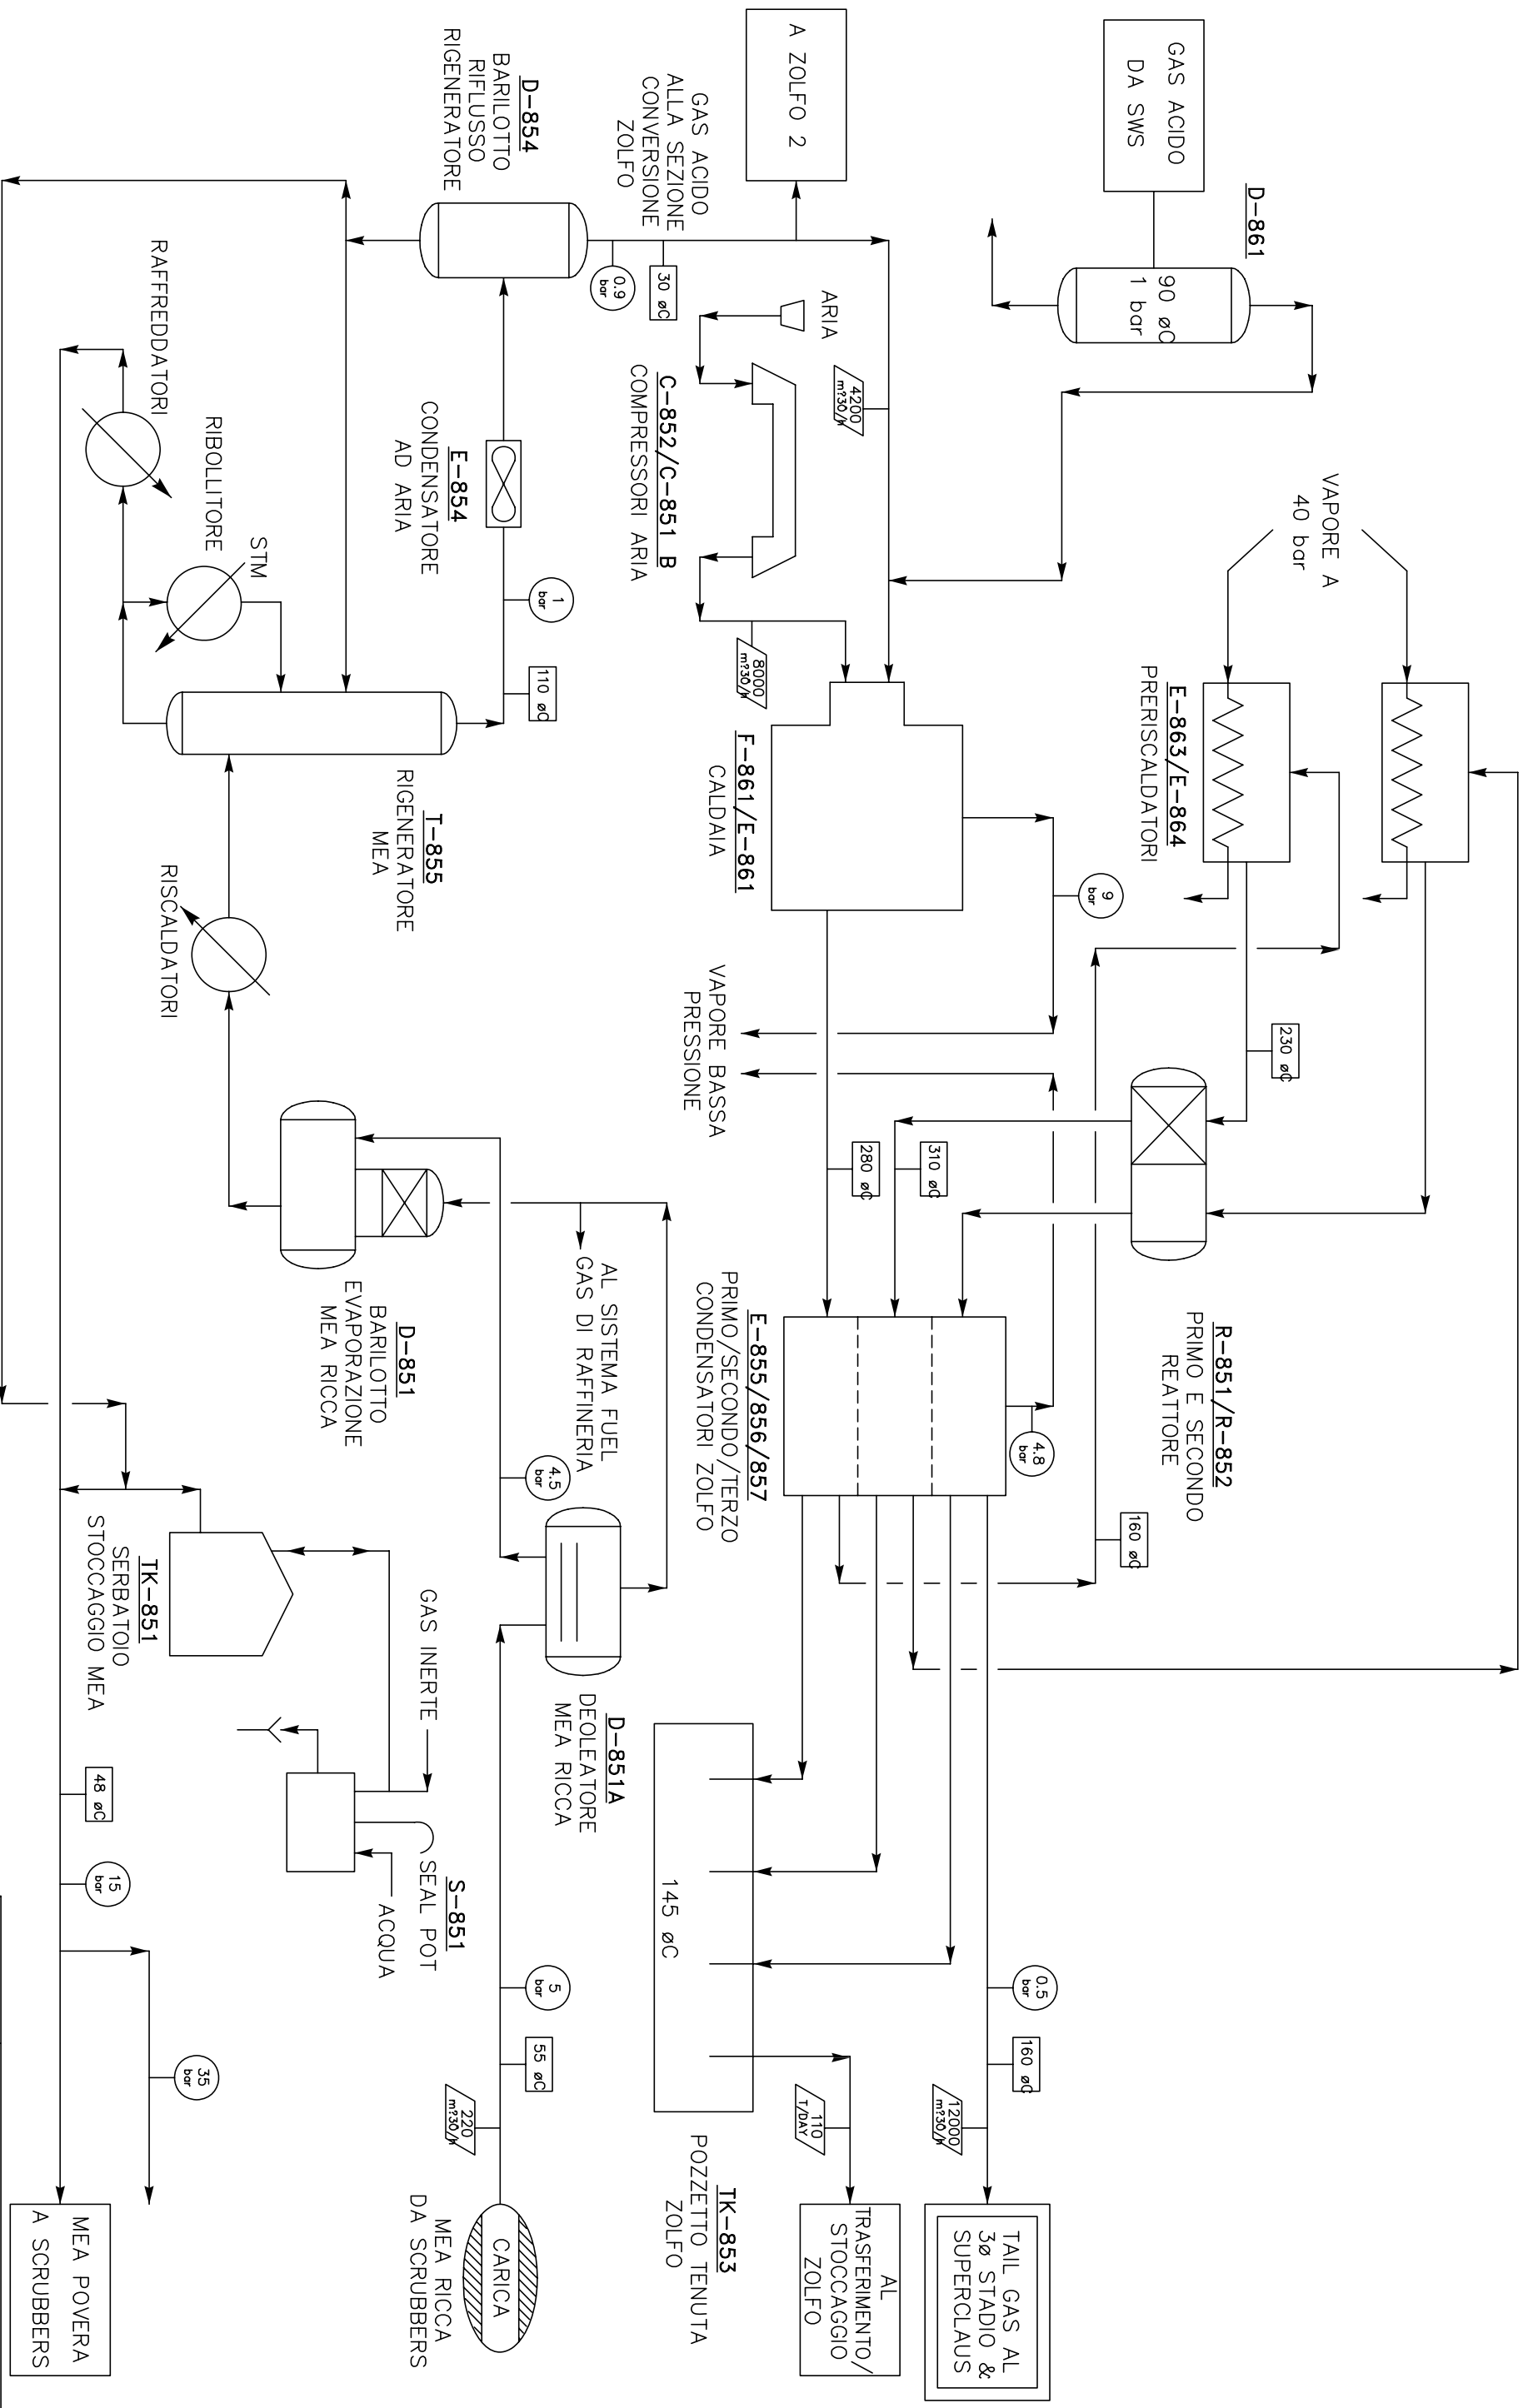 GAS ACIDO
DA SWS
D-861
90 øC
1 bar
VAPORE A
40 bar
E-863/E-864
PRERISCALDATORI
230 øC
R-851/R-852
PRIMO E SECONDO
REATTORE
A ZOLFO 2
GAS ACIDO
ALLA SEZIONE
CONVERSIONE
ZOLFO
30 øC
0.9
bar
D-854
BARILOTTO
RIFLUSSO
RIGENERATORE
ARIA
4200
m?30/h
C-852/C-851 B
COMPRESSORI ARIA
8000
m?30/h
F-861/E-861
CALDAIA
9
bar
VAPORE BASSA
PRESSIONE
280 øC
310 øC
E-855/856/857
PRIMO/SECONDO/TERZO
CONDENSATORI ZOLFO
4.8
bar
160 øC
0.5
bar
160 øC
12000
m?30/h
TAIL GAS AL
3ø STADIO &
SUPERCLAUS
145 øC
110
T/DAY
TK-853
POZZETTO TENUTA
ZOLFO
AL
TRASFERIMENTO/
STOCCAGGIO
ZOLFO
E-854
CONDENSATORE
AD ARIA
1
bar
110 øC
RAFFREDDATORI
RIBOLLITORE
STM
T-855
RIGENERATORE
MEA
RISCALDATORI
D-851
BARILOTTO
EVAPORAZIONE
MEA RICCA
AL SISTEMA FUEL
GAS DI RAFFINERIA
4.5
bar
D-851A
DEOLEATORE
MEA RICCA
5
bar
55 øC
220
m?30/h
CARICA
MEA RICCA
DA SCRUBBERS
TK-851
SERBATOIO
STOCCAGGIO MEA
GAS INERTE
SEAL POT
S-851
ACQUA
48 øC
15
bar
35
bar
MEA POVERA
A SCRUBBERS